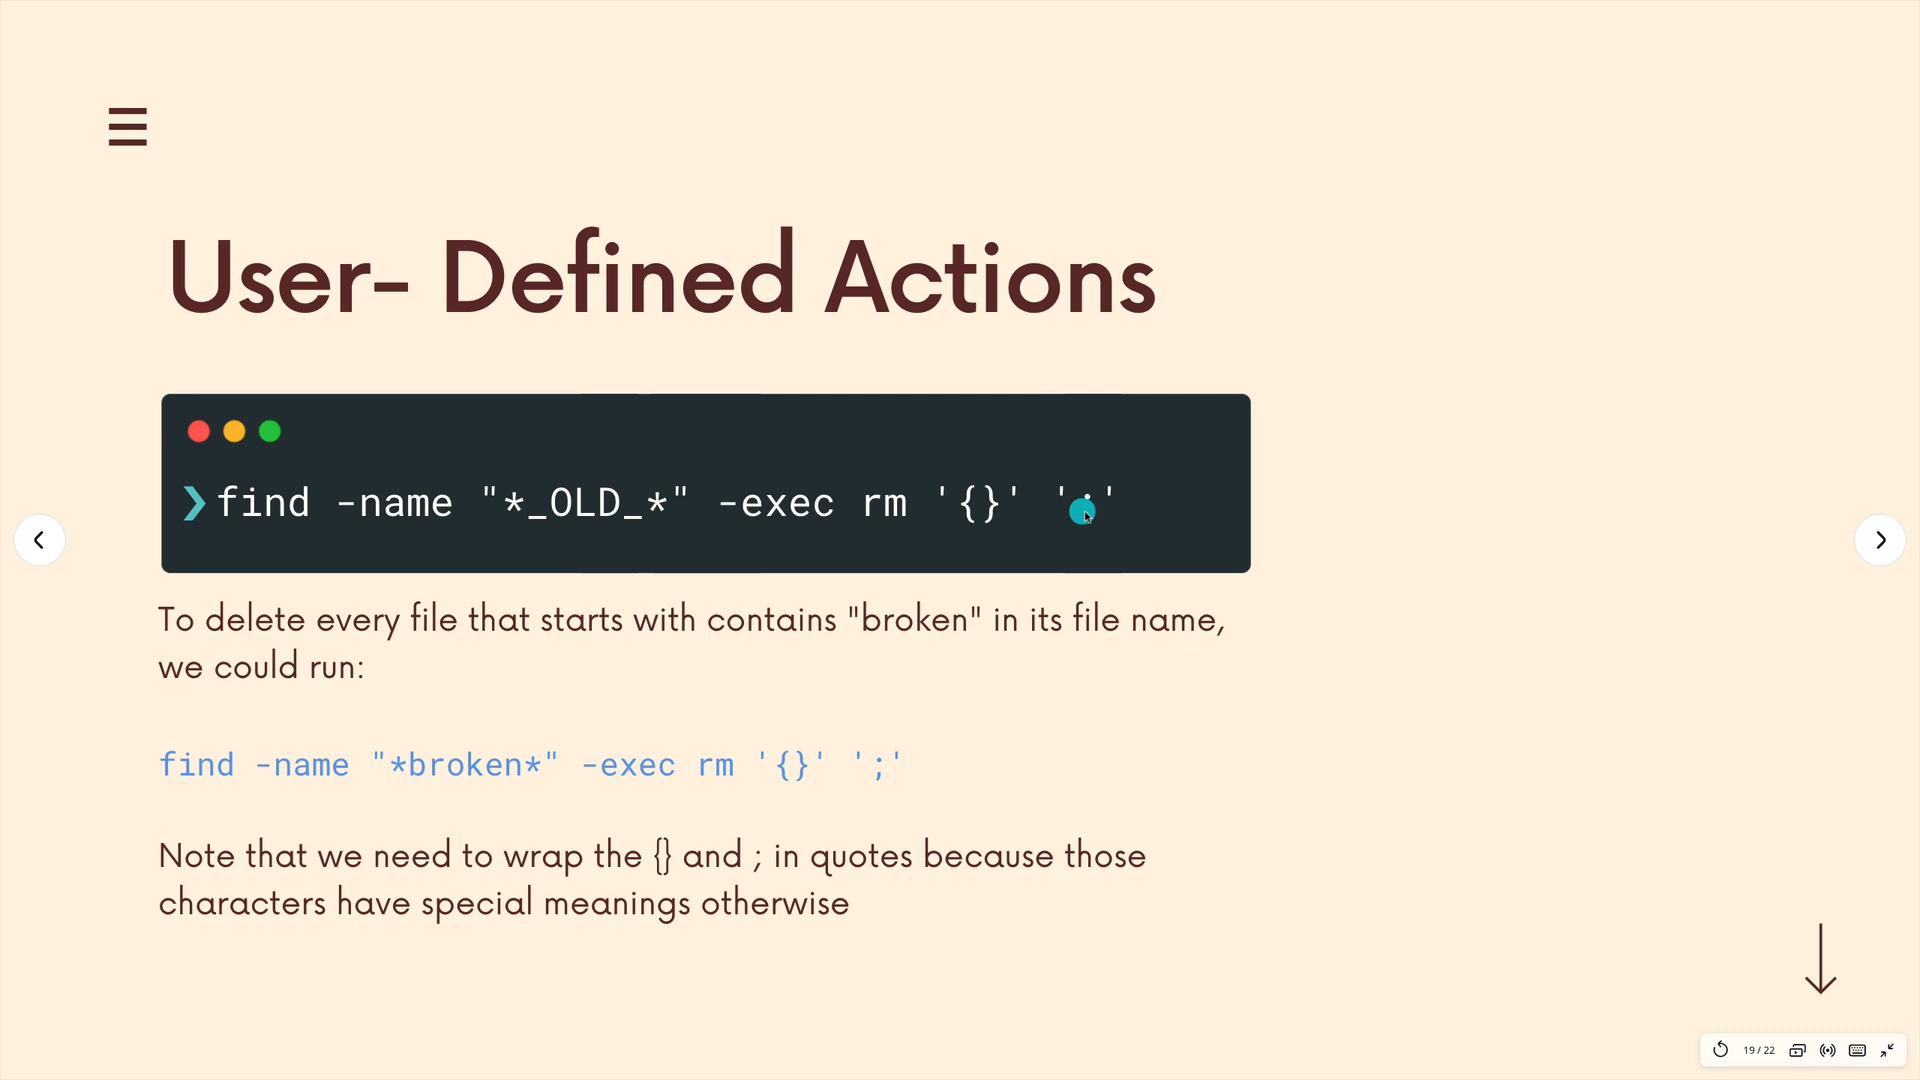 User- Defined Actions
❯find -name "*_OLD_*" -exec rm '{}' ';'
To delete every file that starts with contains "broken" in its file name,
we could run:
find -name "*broken*" -exec rm '{}' ';'
Note that we need to wrap the {} and ; in quotes because those
characters have special meanings otherwise
19 / 22